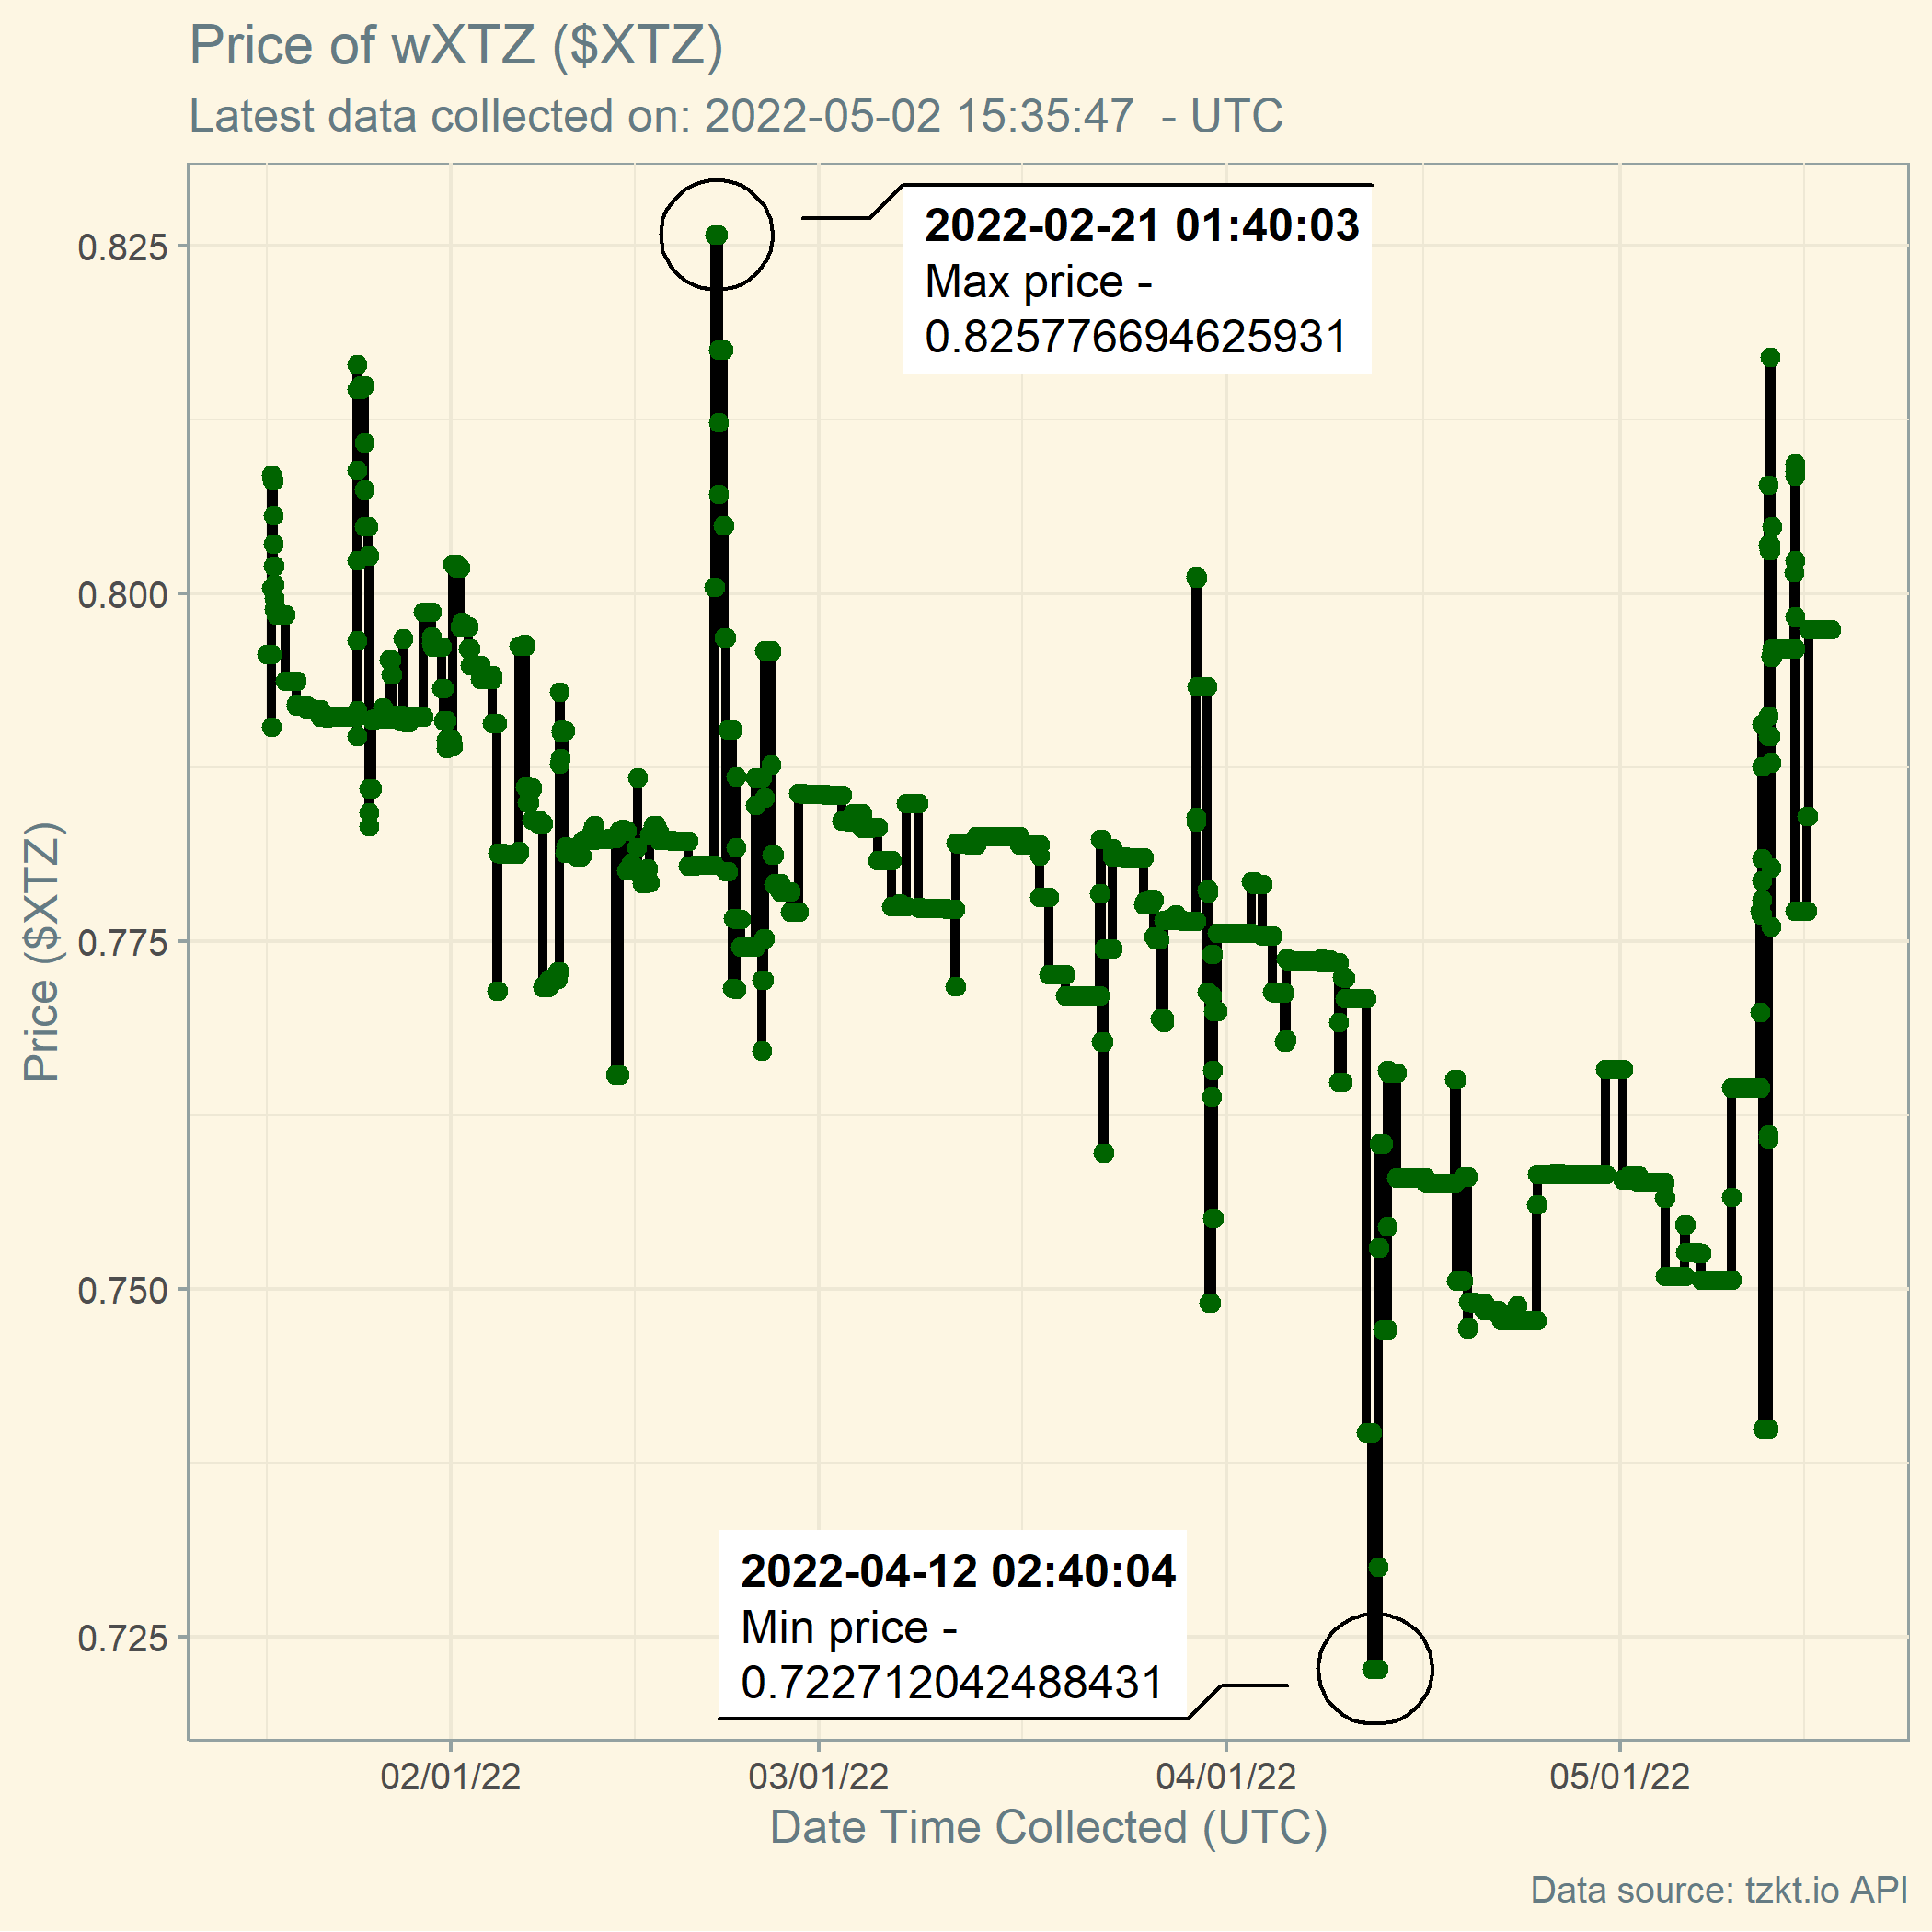 Price of wXTZ ($XTZ)
Latest data collected on: 2022-05-02 15:35:47  - UTC
2022-02-21 01:40:03
Max price -
0.825776694625931
0.825
0.800
0.775
0.750
0.725
Price ($XTZ)
2022-04-12 02:40:04
Min price -
0.722712042488431
02/01/22
03/01/22
04/01/22
05/01/22
Date Time Collected (UTC)
Data source: tzkt.io API